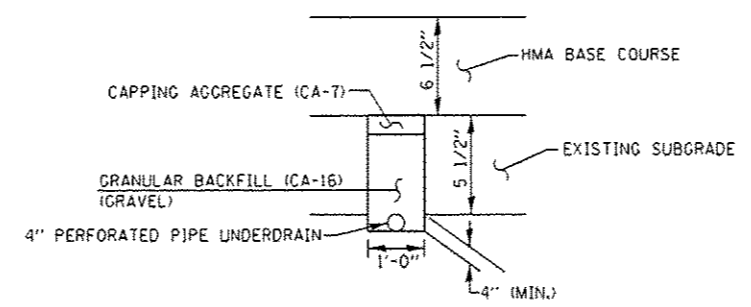 6 1/2"
HMA BASE COURSE
CAPPING AGGREGATE (CA-7)
5 1/2"
EXISTING SUBGRADE
GRANULAR BACKFILL (CA-16)
(GRAVEL)
4" PERFORATED PIPE UNDERDRAIN
1'-0"
4" (MIN.)